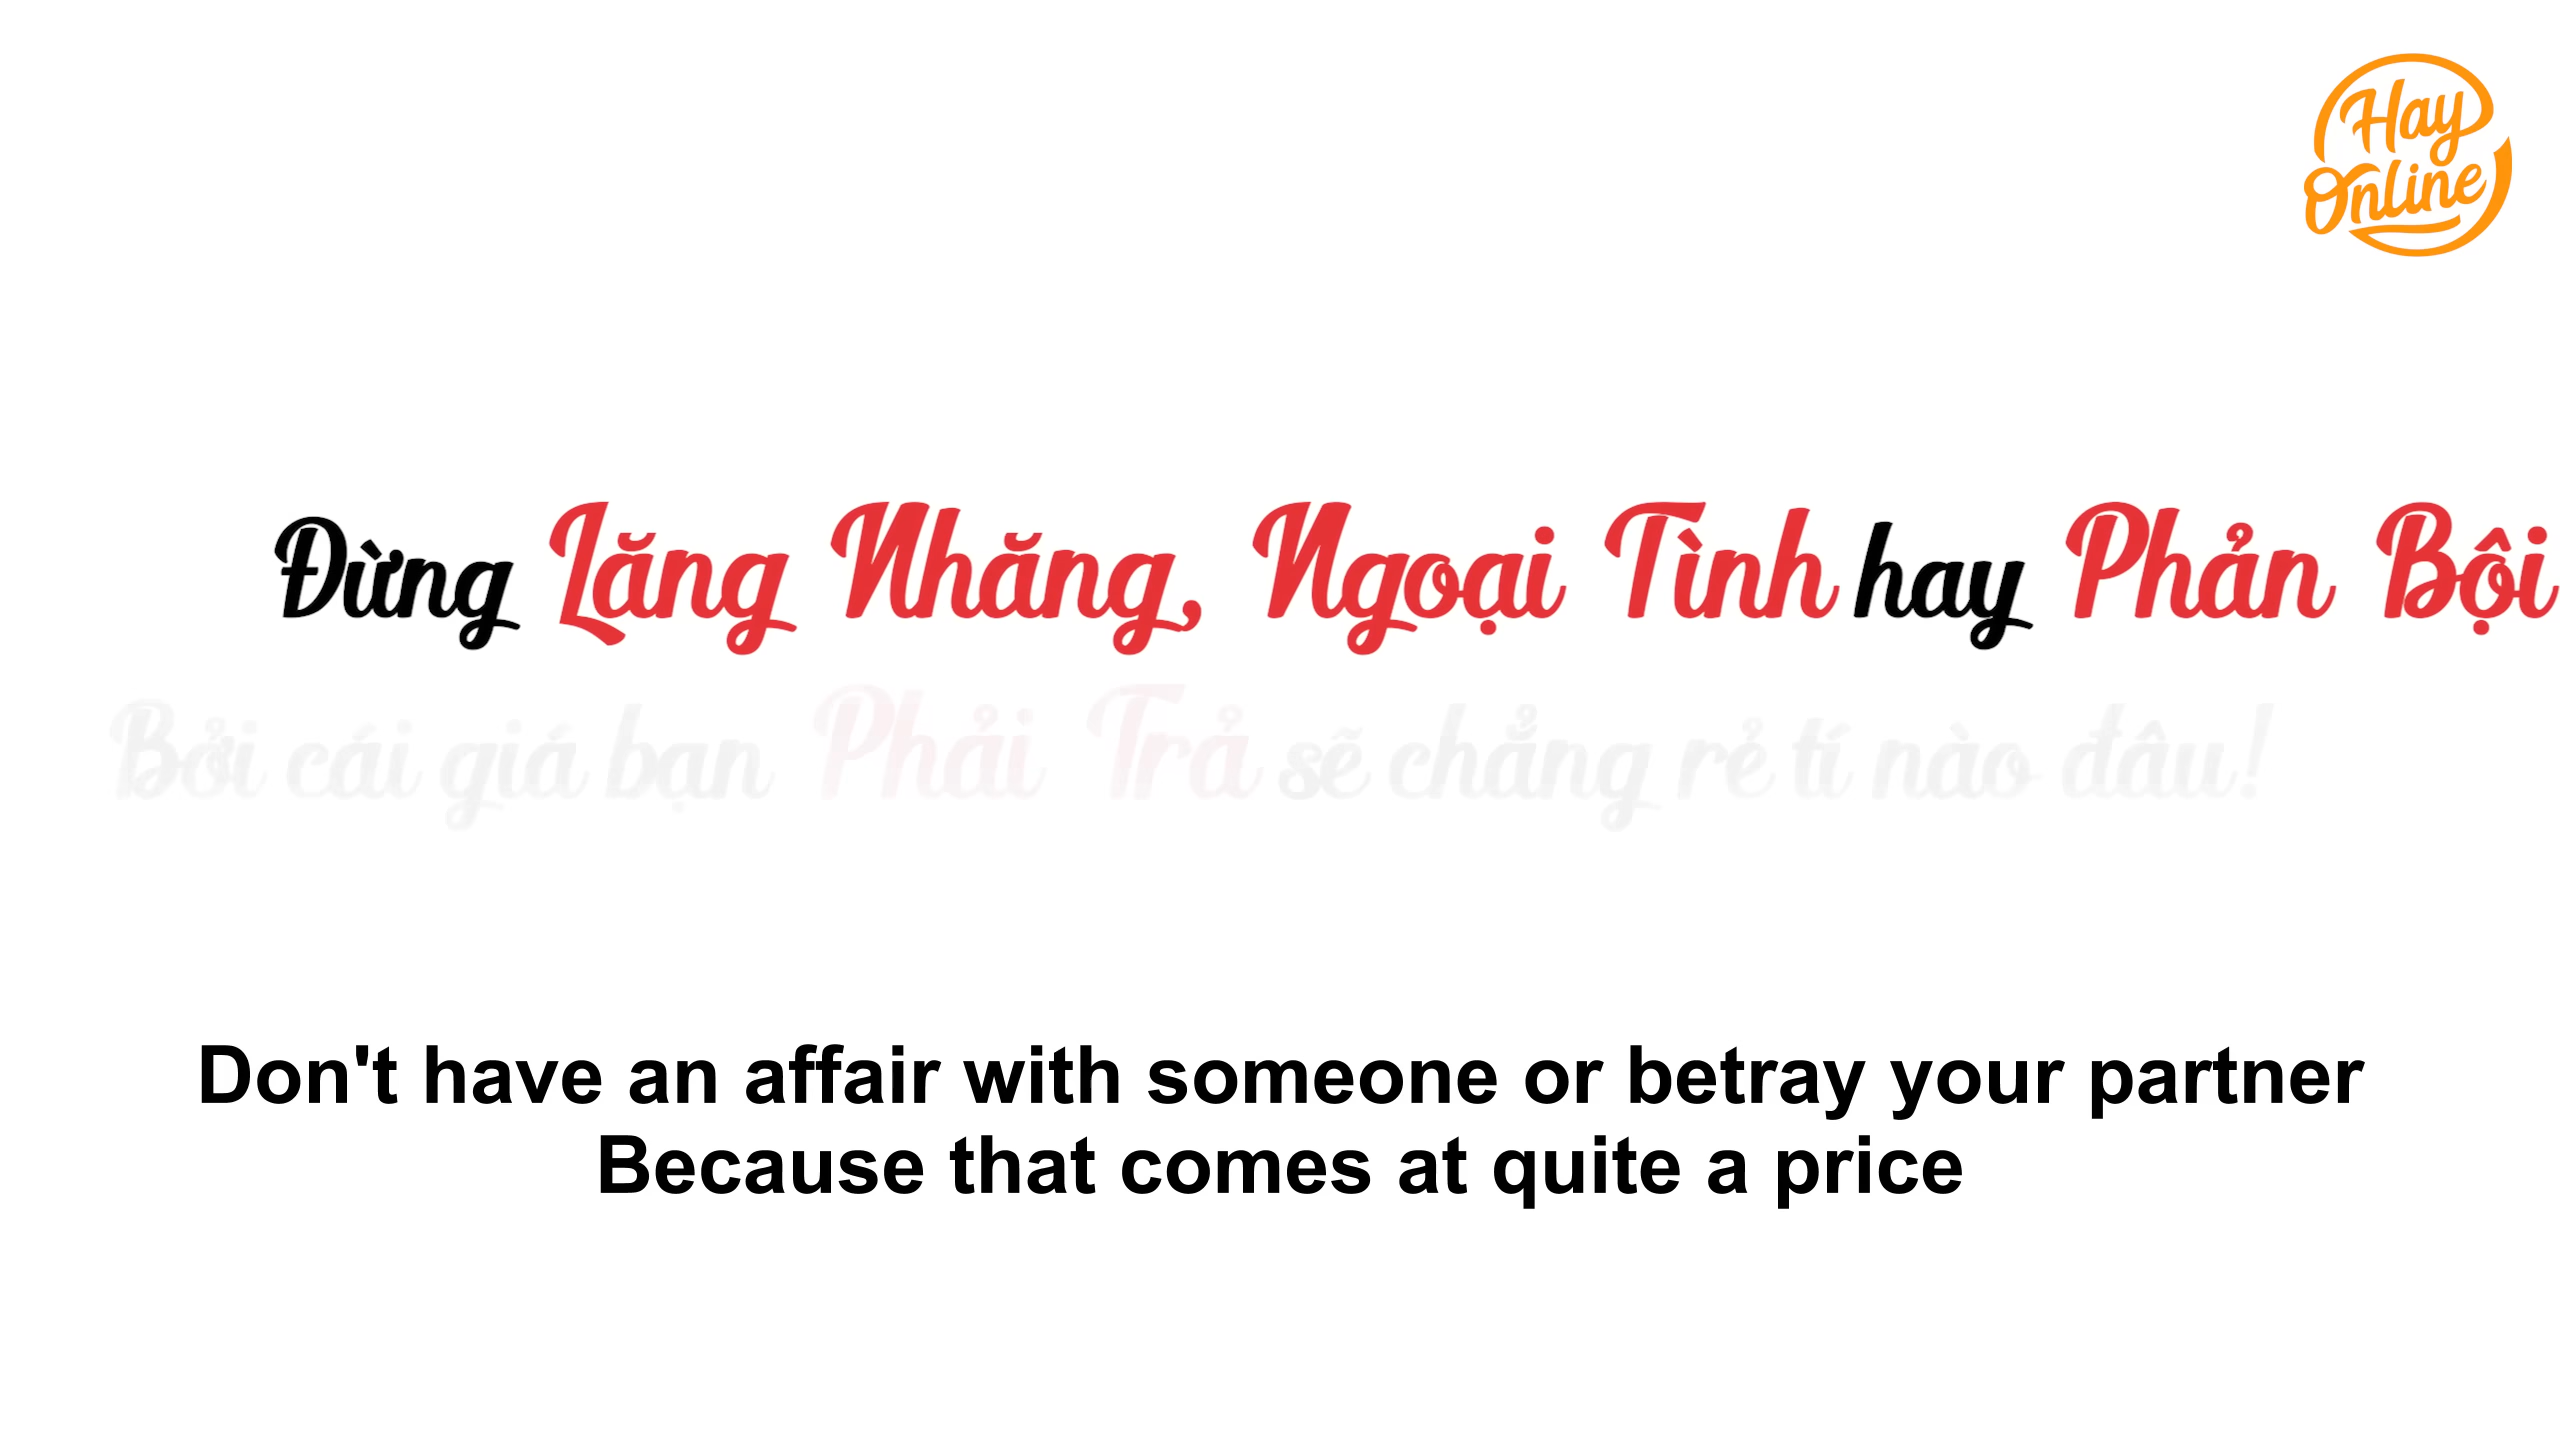 Hay
Online
Đừng Lăng Nhăng, Ngoại Tình hay Phản Bội
Bởi cái giá bạn Phải Trả sẽ chẳng rẻ tí nào đâu!
Don't have an affair with someone or betray your partner
Because that comes at quite a price